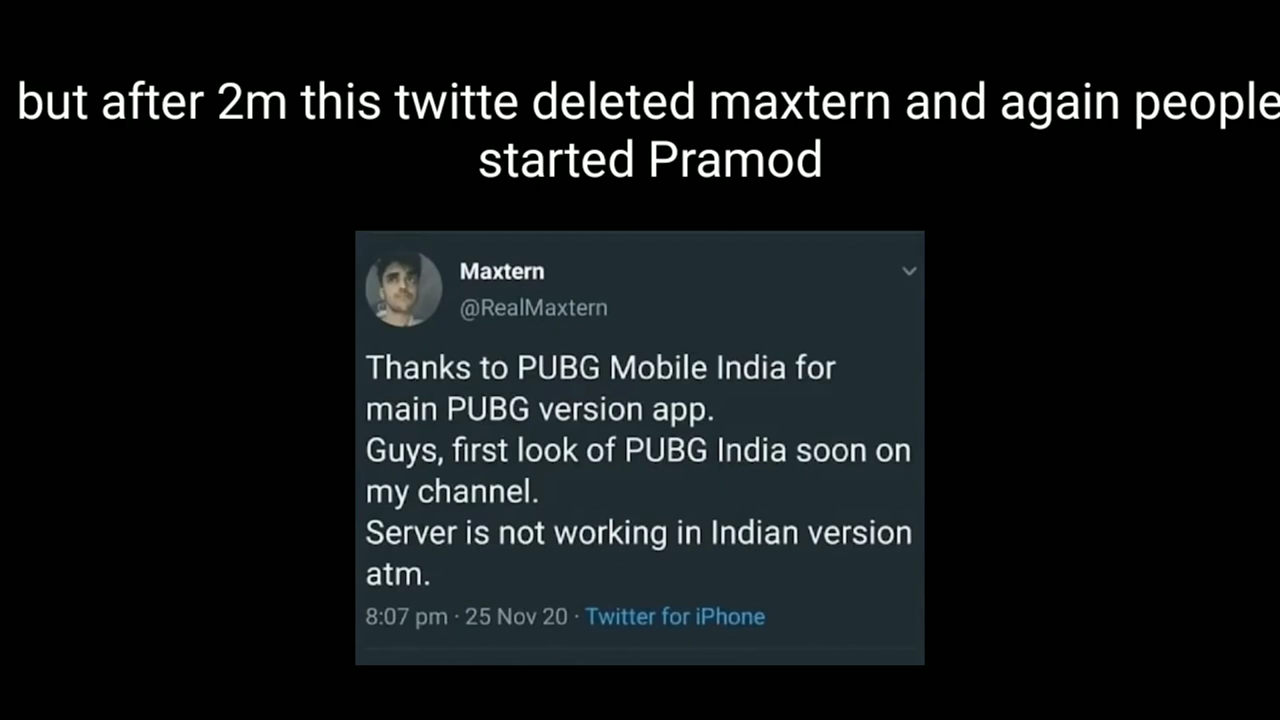 but after 2m this twitte deleted maxtern and again people
started Pramod
Maxtern
@RealMaxtern
Thanks to PUBG Mobile India for
main PUBG version app.
Guys, first look of PUBG India soon on
my channel.
Server is not working in Indian version
atm.
8:07 pm · 25 Nov 20 · Twitter for iPhone